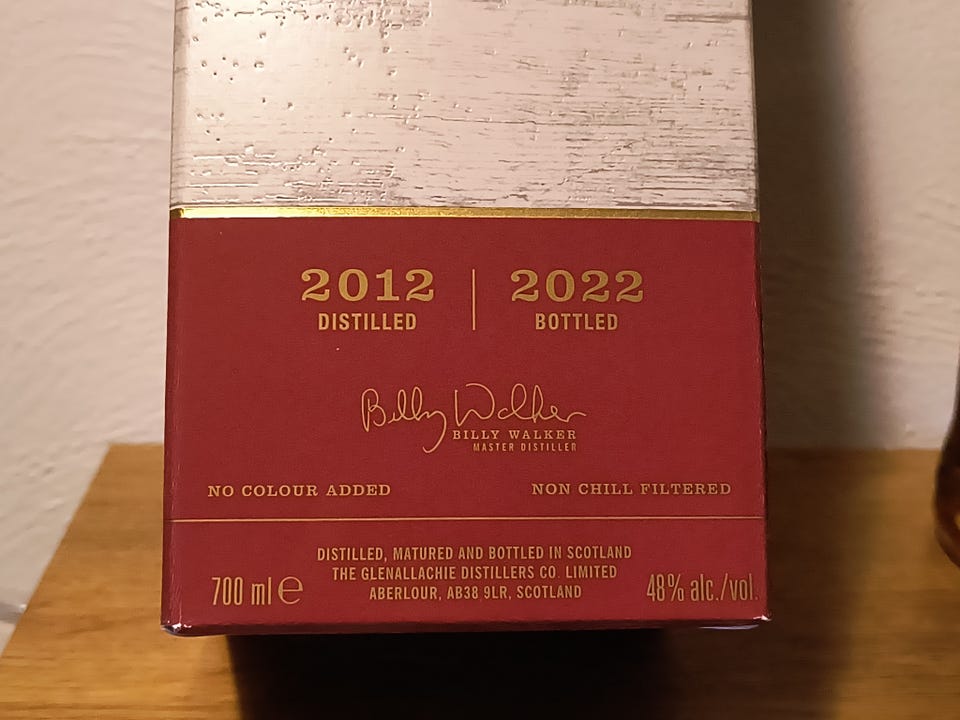 2012 | 2022
DISTILLED BOTTLED
Billy Walker
BILLY WALKER
MASTER DISTILLER
NO COLOUR ADDED NON CHILL FILTERED
DISTILLED, MATURED AND BOTTLED IN SCOTLAND
THE GLENALLACHIE DISTILLERS CO. LIMITED
ABERLOUR, AB38 9LR, SCOTLAND
700 ml ℮ 48% alc./vol.